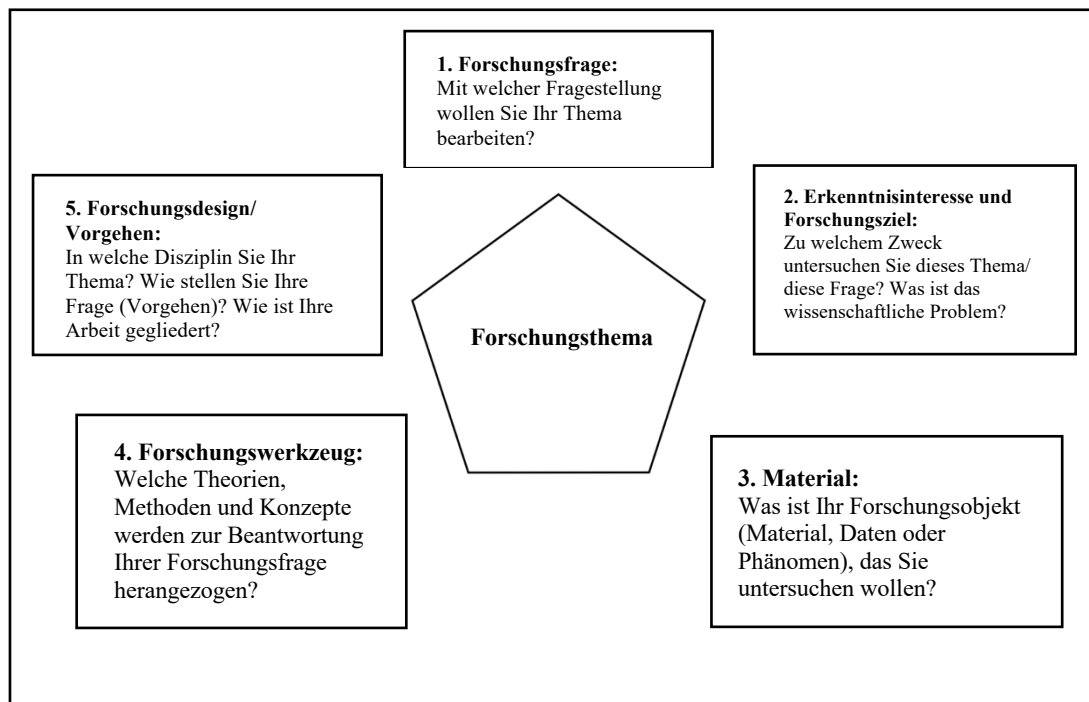 1. Forschungsfrage:
Mit welcher Fragestellung
wollen Sie Ihr Thema
bearbeiten?
2. Erkenntnisinteresse und
Forschungsziel:
Zu welchem Zweck
untersuchen Sie dieses Thema/
diese Frage? Was ist das
wissenschaftliche Problem?
3. Material:
Was ist Ihr Forschungsobjekt
(Material, Daten oder
Phänomen), das Sie
untersuchen wollen?
4. Forschungswerkzeug:
Welche Theorien,
Methoden und Konzepte
werden zur Beantwortung
Ihrer Forschungsfrage
herangezogen?
5. Forschungsdesign/
Vorgehen:
In welche Disziplin Sie Ihr
Thema? Wie stellen Sie Ihre
Frage (Vorgehen)? Wie ist Ihre
Arbeit gegliedert?
Forschungsthema